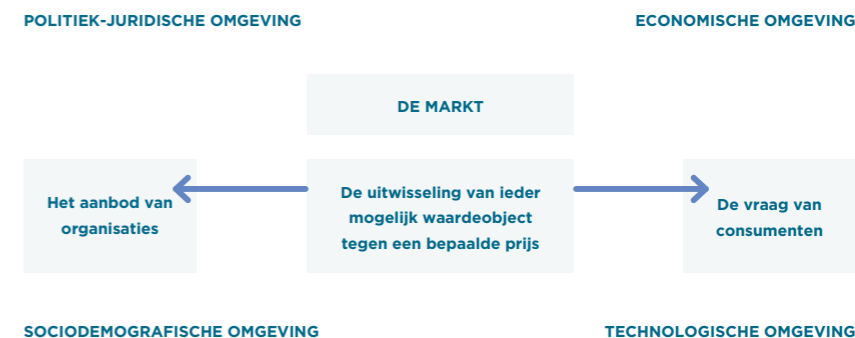 POLITIEK-JURIDISCHE OMGEVING
ECONOMISCHE OMGEVING
DE MARKT
Het aanbod van
organisaties
De uitwisseling van ieder
mogelijk waardeobject
tegen een bepaalde prijs
De vraag van
consumenten
SOCIODEMOGRAFISCHE OMGEVING
TECHNOLOGISCHE OMGEVING